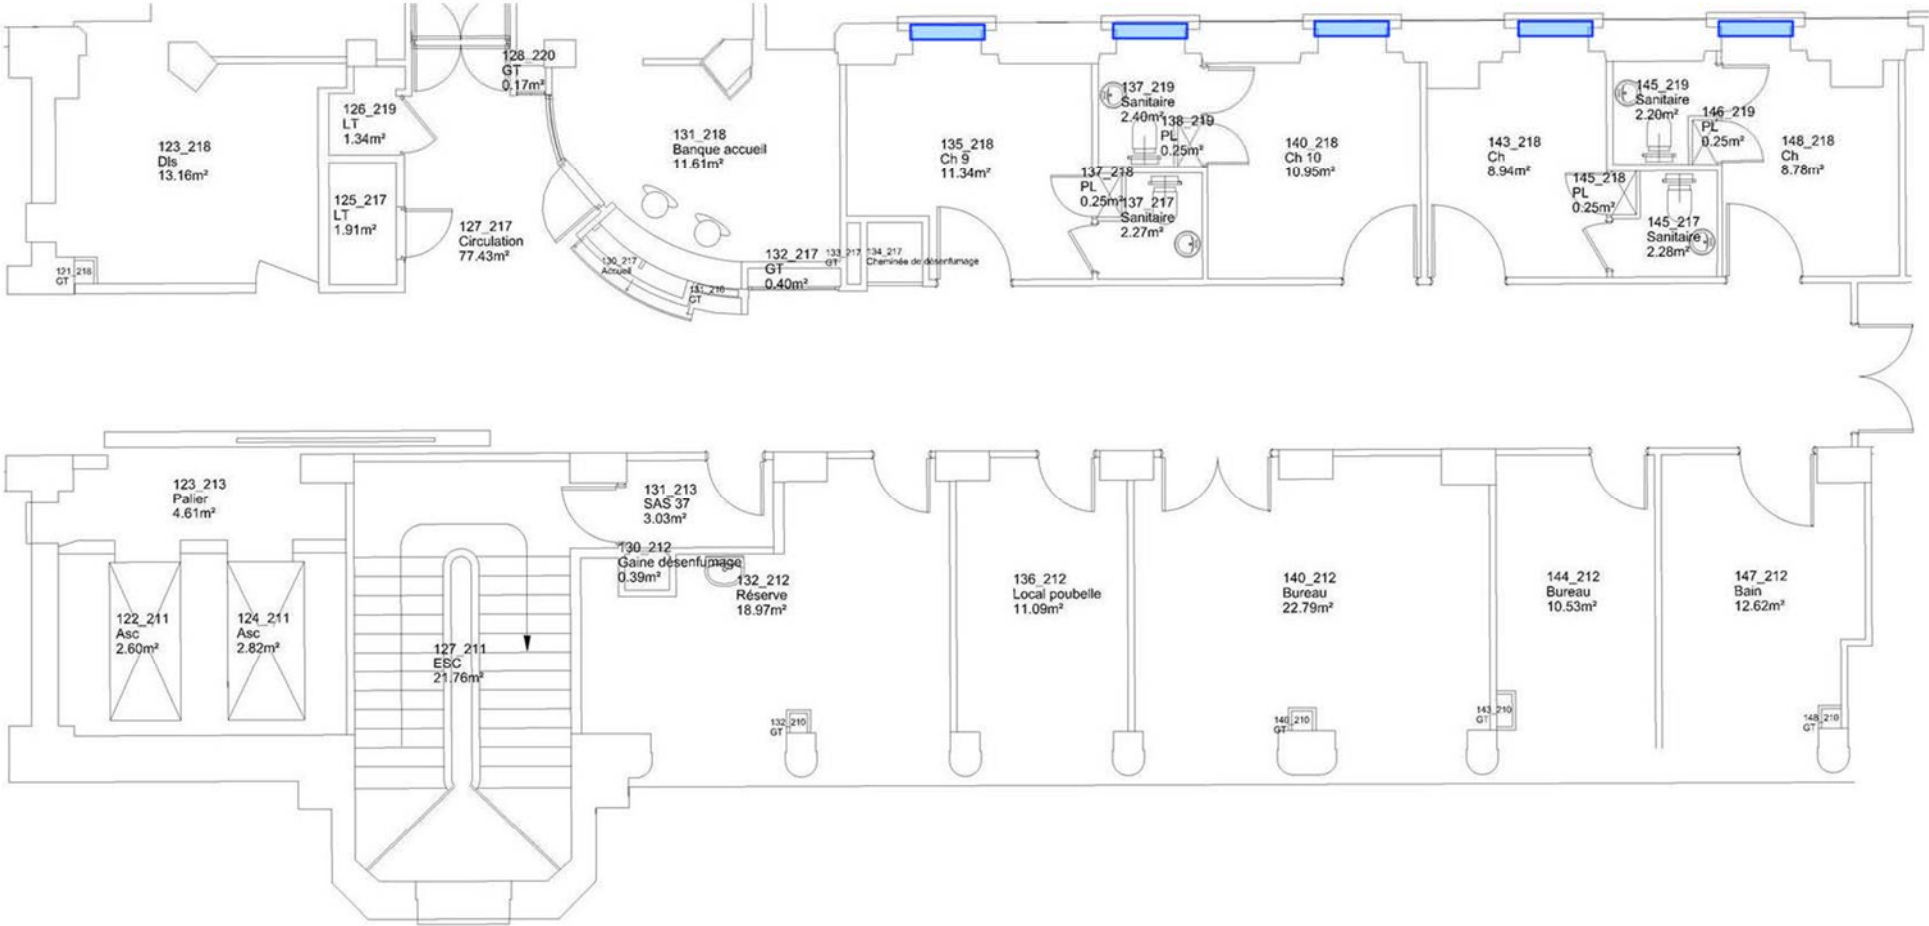 128_220
GT
0.17m²
126_219
LT
1.34m²
123_218
Dls
13.16m²
131_218
Banque accueil
11.61m²
135_218
Ch 9
11.34m²
137_219
Sanitaire
2.40m²
138_219
PL
0.25m²
140_218
Ch 10
10.95m²
143_218
Ch
8.94m²
145_219
Sanitaire
2.20m²
146_219
PL
0.25m²
148_218
Ch
8.78m²
125_217
LT
1.91m²
127_217
Circulation
77.43m²
137_218
PL
0.25m²
137_217
Sanitaire
2.27m²
145_218
PL
0.25m²
145_217
Sanitaire
2.28m²
121_218
GT
130_217
Accueil
131_216
GT
132_217
GT
0.40m²
133_217
GT
134_217
Cheminée de désenfumage
123_213
Palier
4.61m²
131_213
SAS 37
3.03m²
130_212
Gaine désenfumage
0.39m²
132_212
Réserve
18.97m²
136_212
Local poubelle
11.09m²
140_212
Bureau
22.79m²
144_212
Bureau
10.53m²
147_212
Bain
12.62m²
122_211
Asc
2.60m²
124_211
Asc
2.82m²
127_211
ESC
21.76m²
132_210
GT
140_210
GT
143_210
GT
148_210
GT